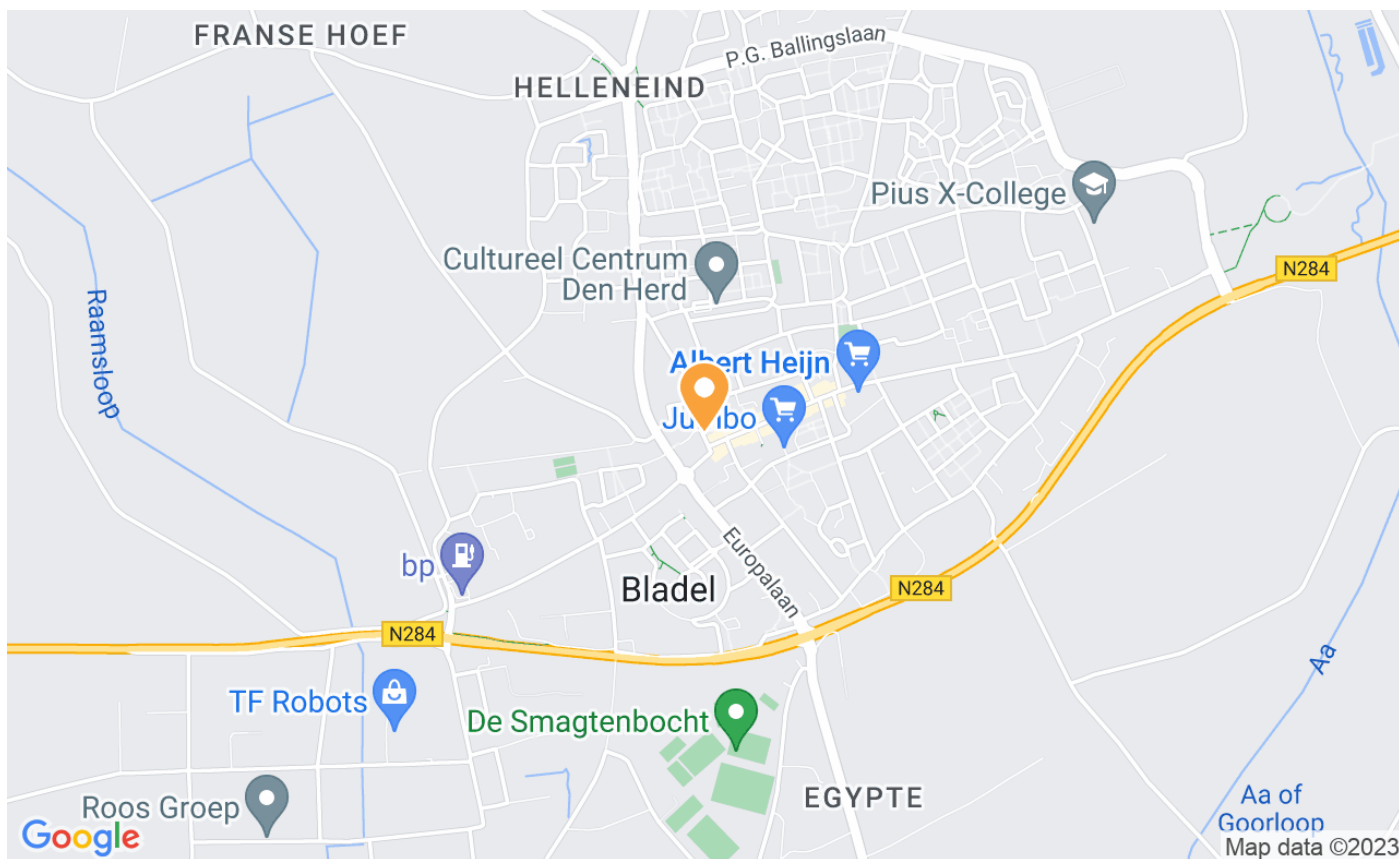 FRANSE HOEF
P.G. Ballingslaan
HELLENEIND
Pius X-College
Cultureel Centrum
Den Herd
N284
Raamsloop
Albert Heijn
Jumbo
Europalaan
bp
Bladel
N284
N284
Aa
TF Robots
De Smagtenbocht
Roos Groep
EGYPTE
Aa of
Goorloop
Google
Map data ©2023